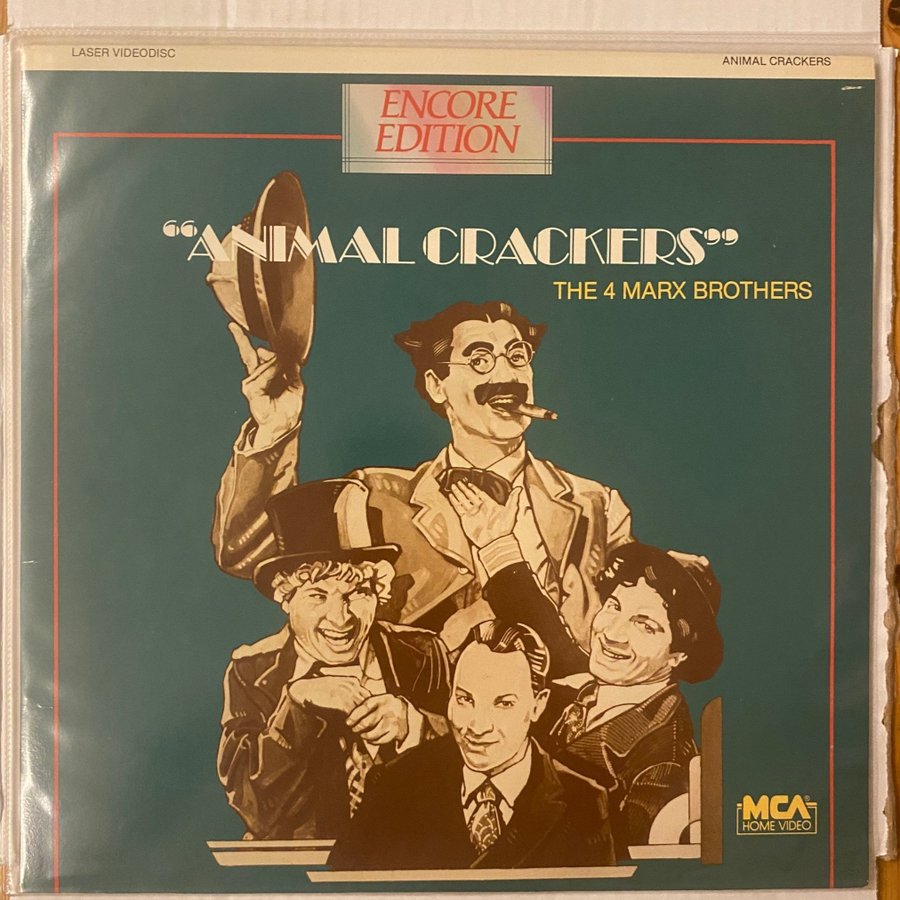 LASER VIDEODISC
ANIMAL CRACKERS
ENCORE
EDITION
“ANIMAL CRACKERS”
THE 4 MARX BROTHERS
MCA®
HOME VIDEO